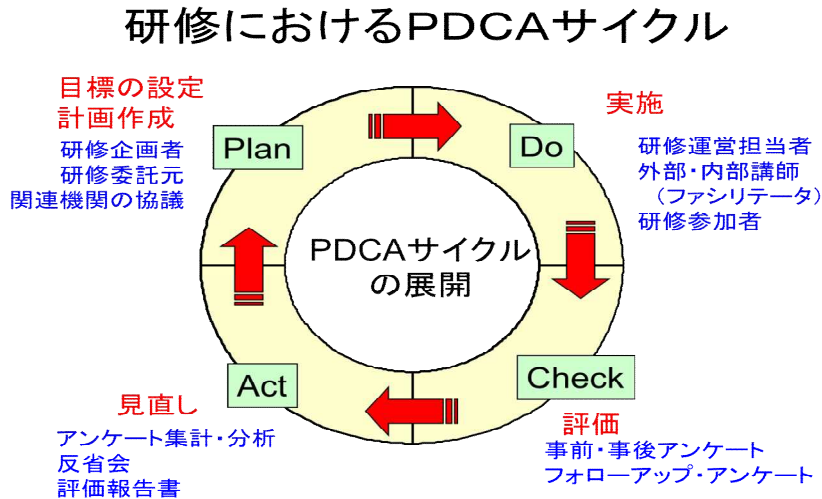 研修におけるPDCAサイクル
目標の設定
計画作成
研修企画者
研修委託元
関連機関の協議
Plan
Do
実施
研修運営担当者
外部・内部講師
（ファシリテータ）
研修参加者
PDCAサイクル
の展開
Check
評価
事前・事後アンケート
フォローアップ・アンケート
Act
見直し
アンケート集計・分析
反省会
評価報告書